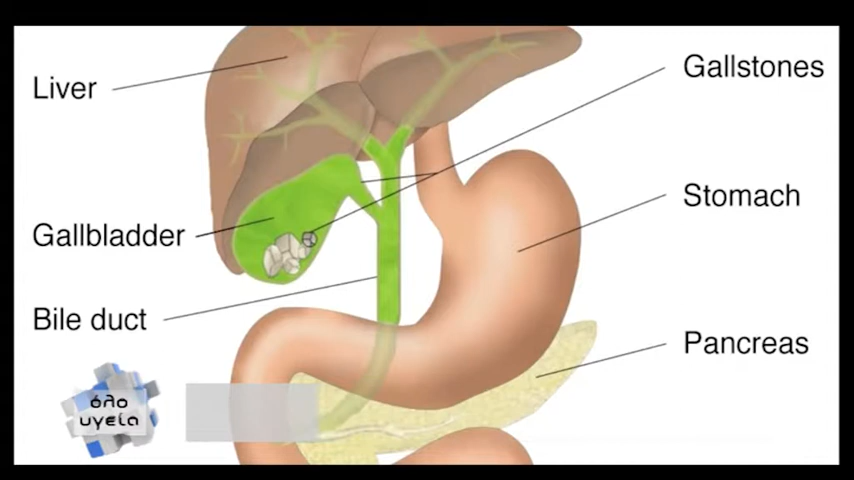 Liver
Gallstones
Stomach
Gallbladder
Bile duct
Pancreas
όλο
υγεία